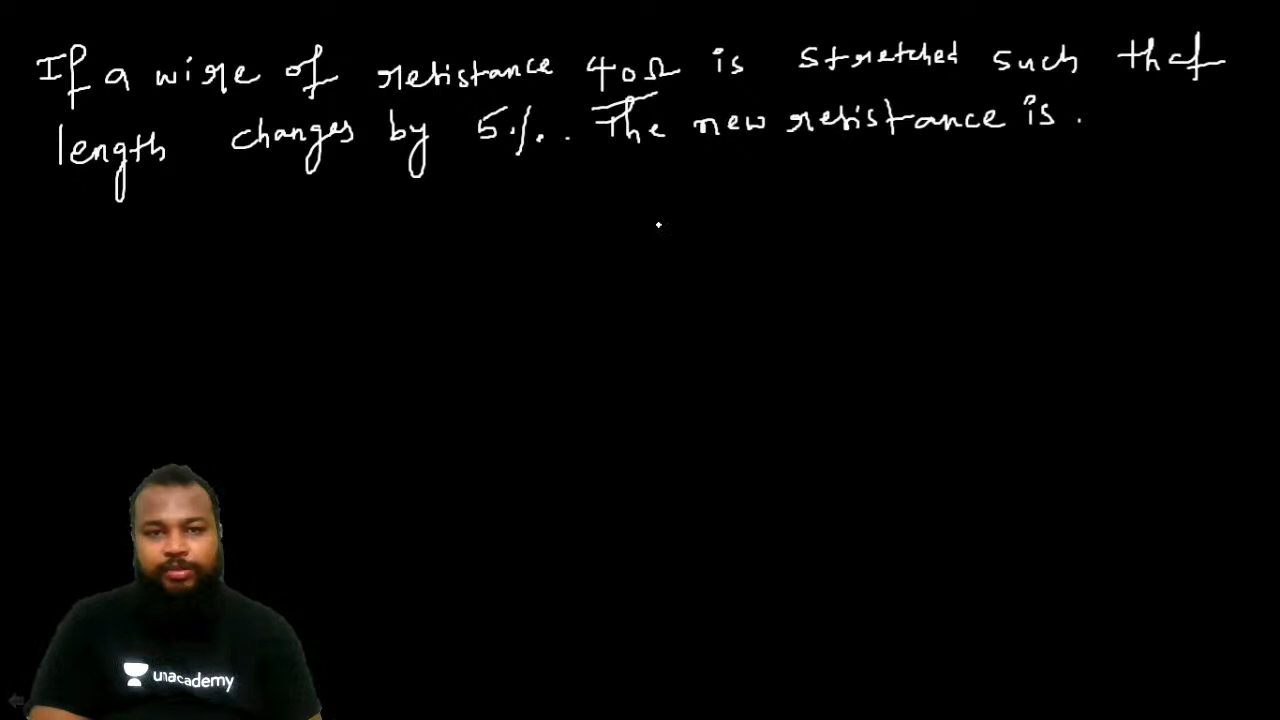 If a wire of resistance 40Ω is stretched such that
length changes by 5%. The new resistance is.
unacademy